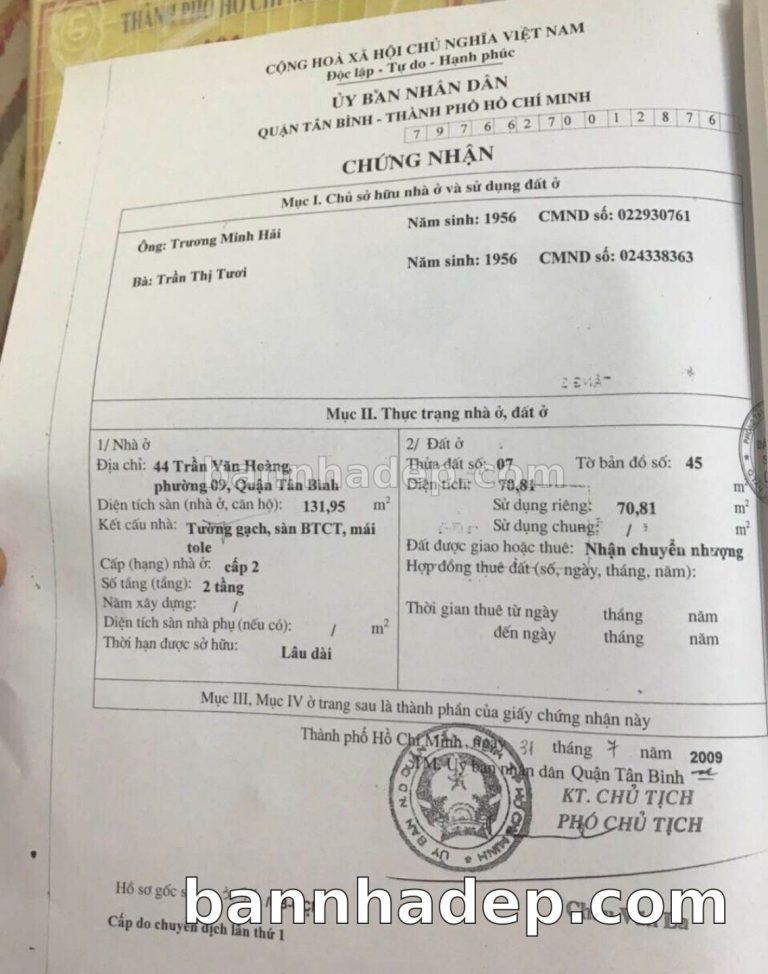 THÀNH PHỐ HỒ CHÍ
CỘNG HOÀ XÃ HỘI CHỦ NGHĨA VIỆT NAM
Độc lập - Tự do - Hạnh phúc
ỦY BAN NHÂN DÂN
QUẬN TÂN BÌNH - THÀNH PHỐ HỒ CHÍ MINH
7 9 7 6 6 2 7 0 0 1 2 8 7 6
CHỨNG NHẬN
Mục I. Chủ sở hữu nhà ở và sử dụng đất ở
Ông: Trương Minh Hải Năm sinh: 1956 CMND số: 022930761
Bà: Trần Thị Tươi Năm sinh: 1956 CMND số: 024338363
Mục II. Thực trạng nhà ở, đất ở
1/ Nhà ở
Địa chỉ: 44 Trần Văn Hoàng,
phường 09, Quận Tân Bình
Diện tích sàn (nhà ở, căn hộ): 131,95 m²
Kết cấu nhà: Tường gạch, sàn BTCT, mái
tole
Cấp (hạng) nhà ở: cấp 2
Số tầng (tầng): 2 tầng
Năm xây dựng: /
Diện tích sàn nhà phụ (nếu có): / m²
Thời hạn được sở hữu: Lâu dài
2/ Đất ở
Thửa đất số: 07 Tờ bản đồ số: 45
Diện tích: 70,81 m²
Sử dụng riêng: 70,81 m²
Sử dụng chung: / m²
Đất được giao hoặc thuê: Nhận chuyển nhượng
Hợp đồng thuê đất (số, ngày, tháng, năm):
Thời gian thuê từ ngày tháng năm
đến ngày tháng năm
bannhadep.com
Mục III, Mục IV ở trang sau là thành phần của giấy chứng nhận này
Thành phố Hồ Chí Minh, ngày 31 tháng 7 năm 2009
TM. Ủy ban nhân dân Quận Tân Bình
KT. CHỦ TỊCH
PHÓ CHỦ TỊCH
Hồ sơ gốc
bannhadep.com
Cấp do chuyển dịch lần thứ 1